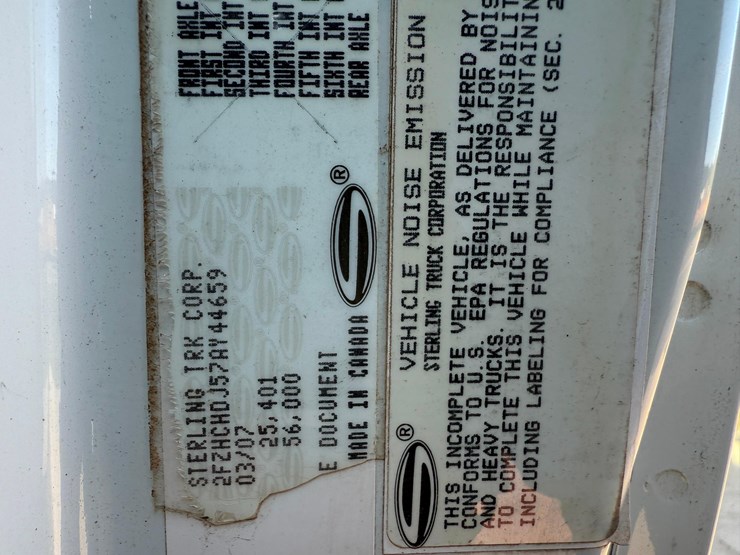 STERLING TRK CORP.
2FZHCHDJ57AY44659
03/07
25,401
56,000
E DOCUMENT
MADE IN CANADA ®
FRONT AXLE
FIRST INT
SECOND INT
THIRD INT
FOURTH INT
FIFTH INT
SIXTH INT
REAR AXLE
® VEHICLE NOISE EMISSION
STERLING TRUCK CORPORATION
THIS INCOMPLETE VEHICLE, AS DELIVERED BY
CONFORMS TO U.S. EPA REGULATIONS FOR NOIS
AND HEAVY TRUCKS. IT IS THE RESPONSIBILIT
TO COMPLETE THIS VEHICLE WHILE MAINTAININ
INCLUDING LABELING FOR COMPLIANCE (SEC. 2